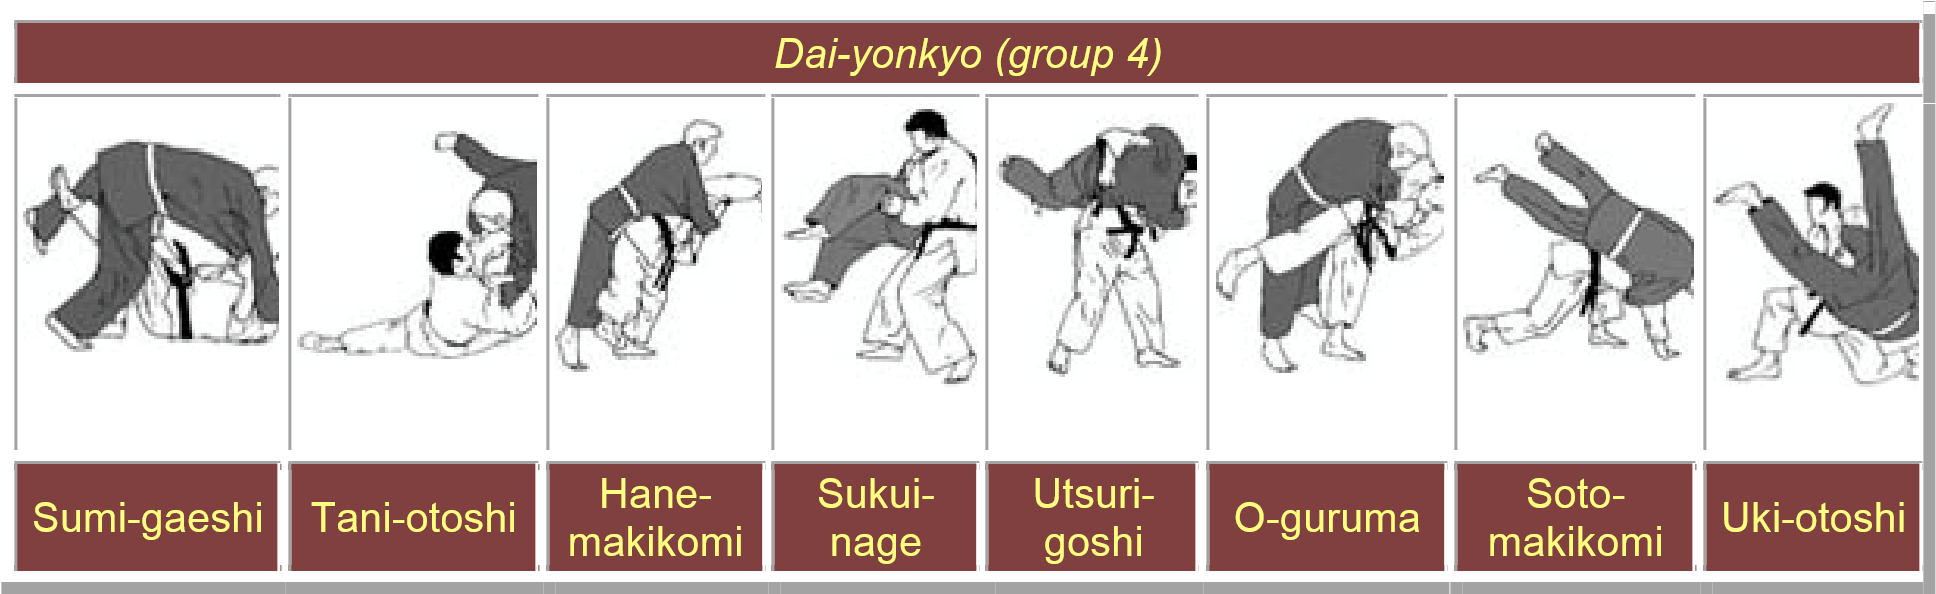 Dai-yonkyo (group 4)
Sumi-gaeshi
Tani-otoshi
Hane-
makikomi
Sukui-
nage
Utsuri-
goshi
O-guruma
Soto-
makikomi
Uki-otoshi